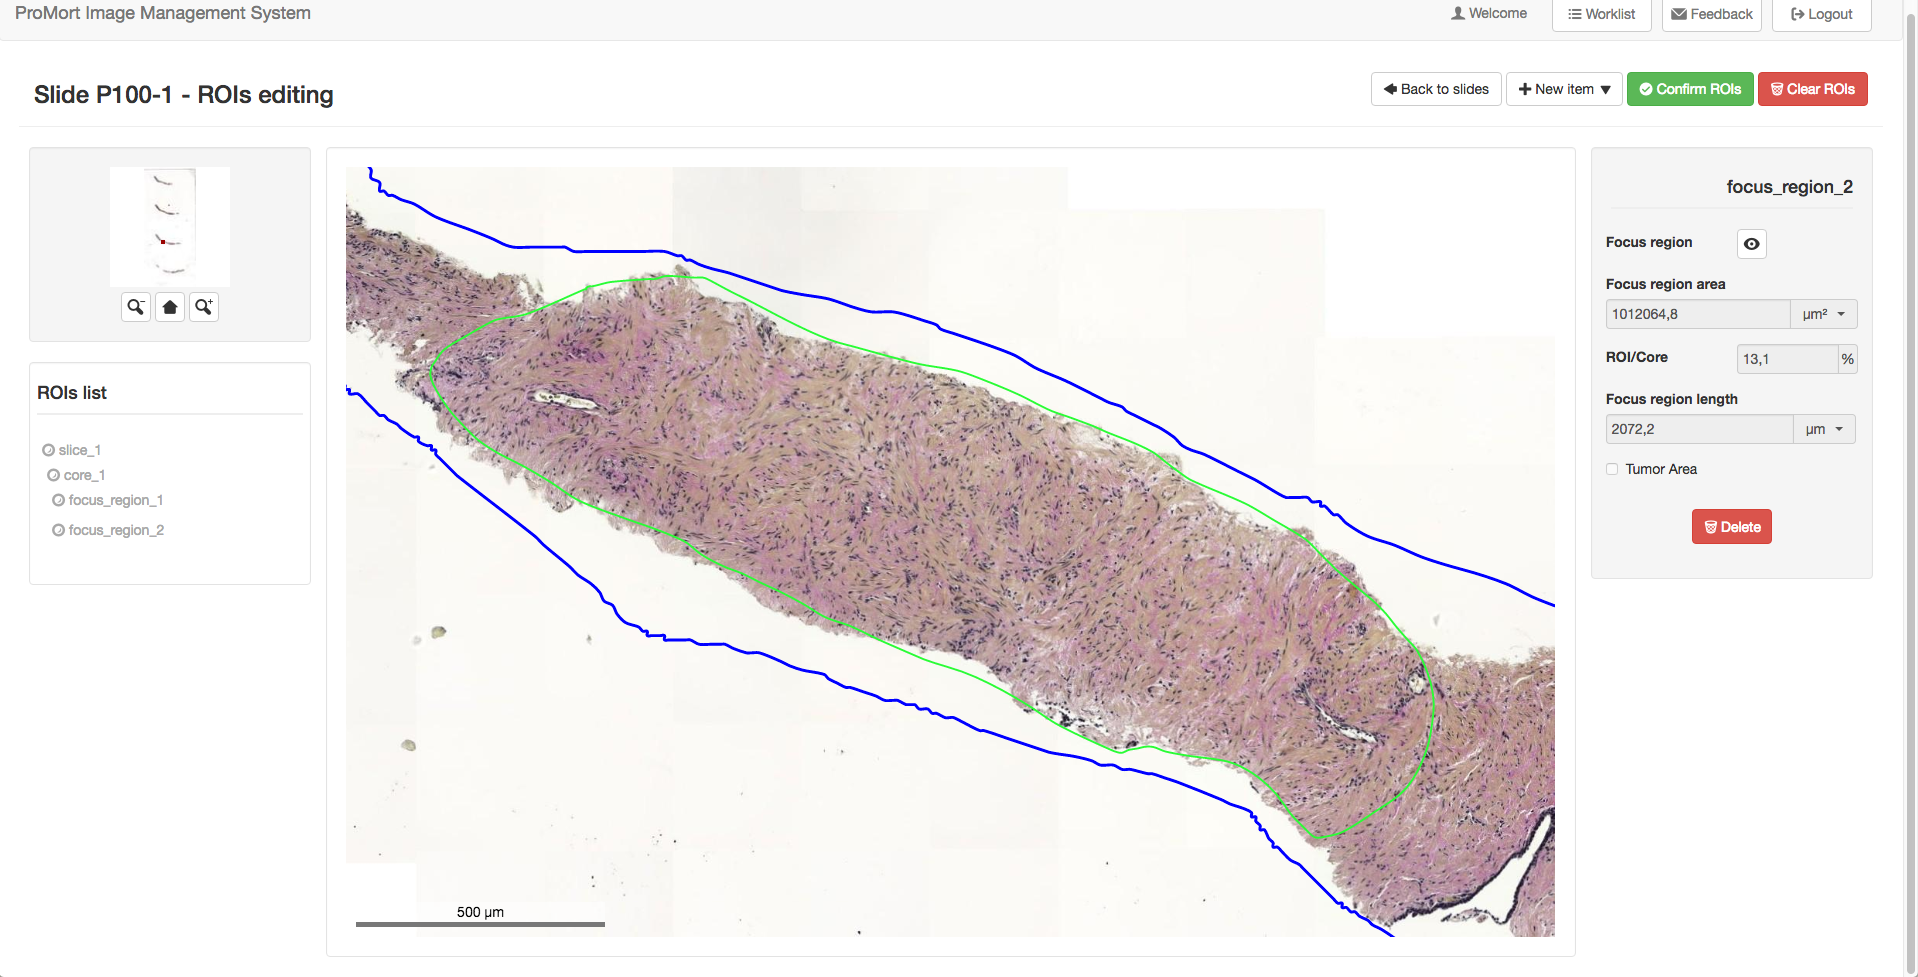 ProMort Image Management System
Welcome
Worklist
Feedback
Logout
Slide P100-1 - ROIs editing
Back to slides
New item
Confirm ROIs
Clear ROIs
ROIs list
slice_1
core_1
focus_region_1
focus_region_2
500 µm
focus_region_2
Focus region
Focus region area
1012064,8 µm²
ROI/Core 13,1 %
Focus region length
2072,2 µm
Tumor Area
Delete